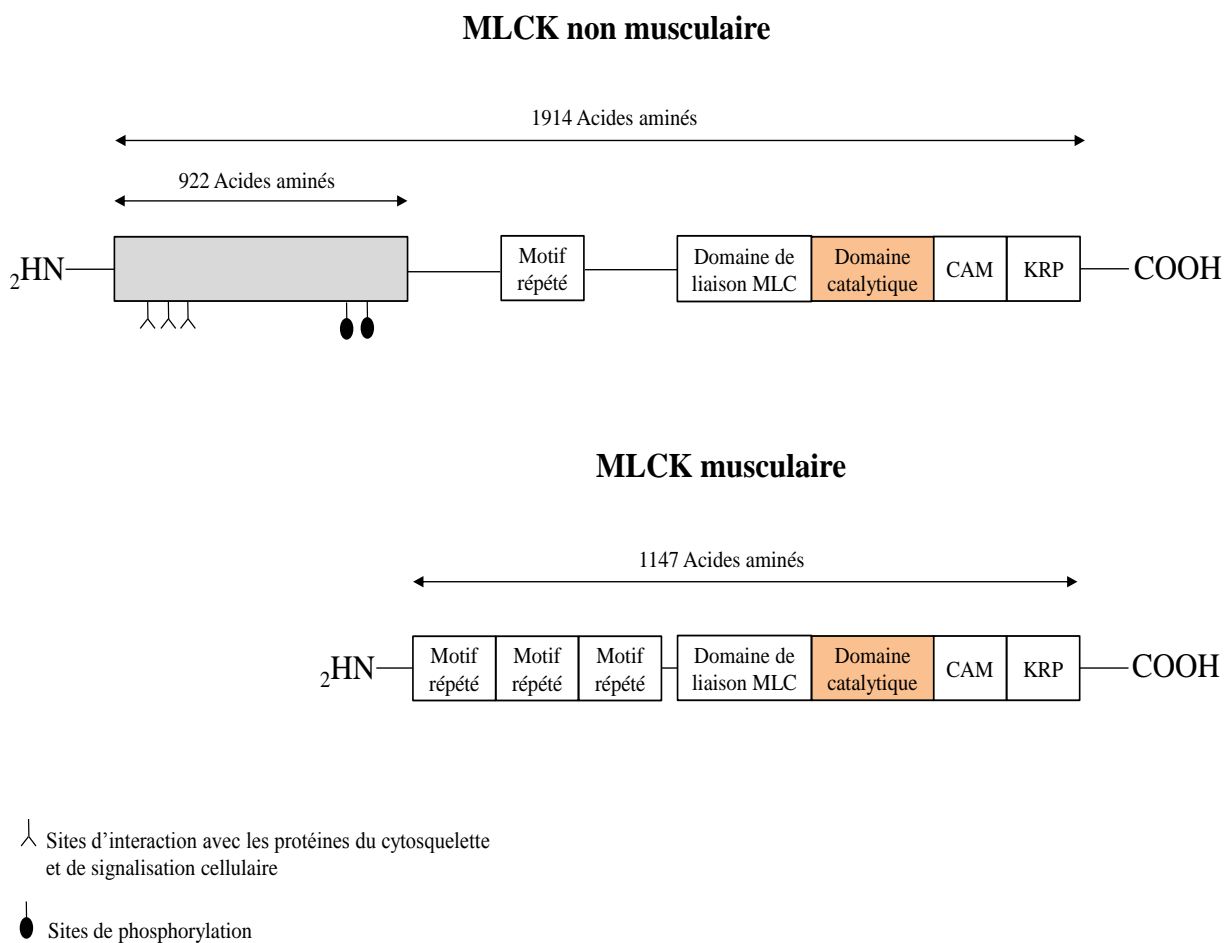 MLCK non musculaire
1914 Acides aminés
922 Acides aminés
2HN
Motif
répété
Domaine de
liaison MLC
Domaine
catalytique
CAM
KRP
COOH
MLCK musculaire
1147 Acides aminés
2HN
Motif
répété
Motif
répété
Motif
répété
Domaine de
liaison MLC
Domaine
catalytique
CAM
KRP
COOH
Sites d’interaction avec les protéines du cytosquelette
et de signalisation cellulaire
Sites de phosphorylation